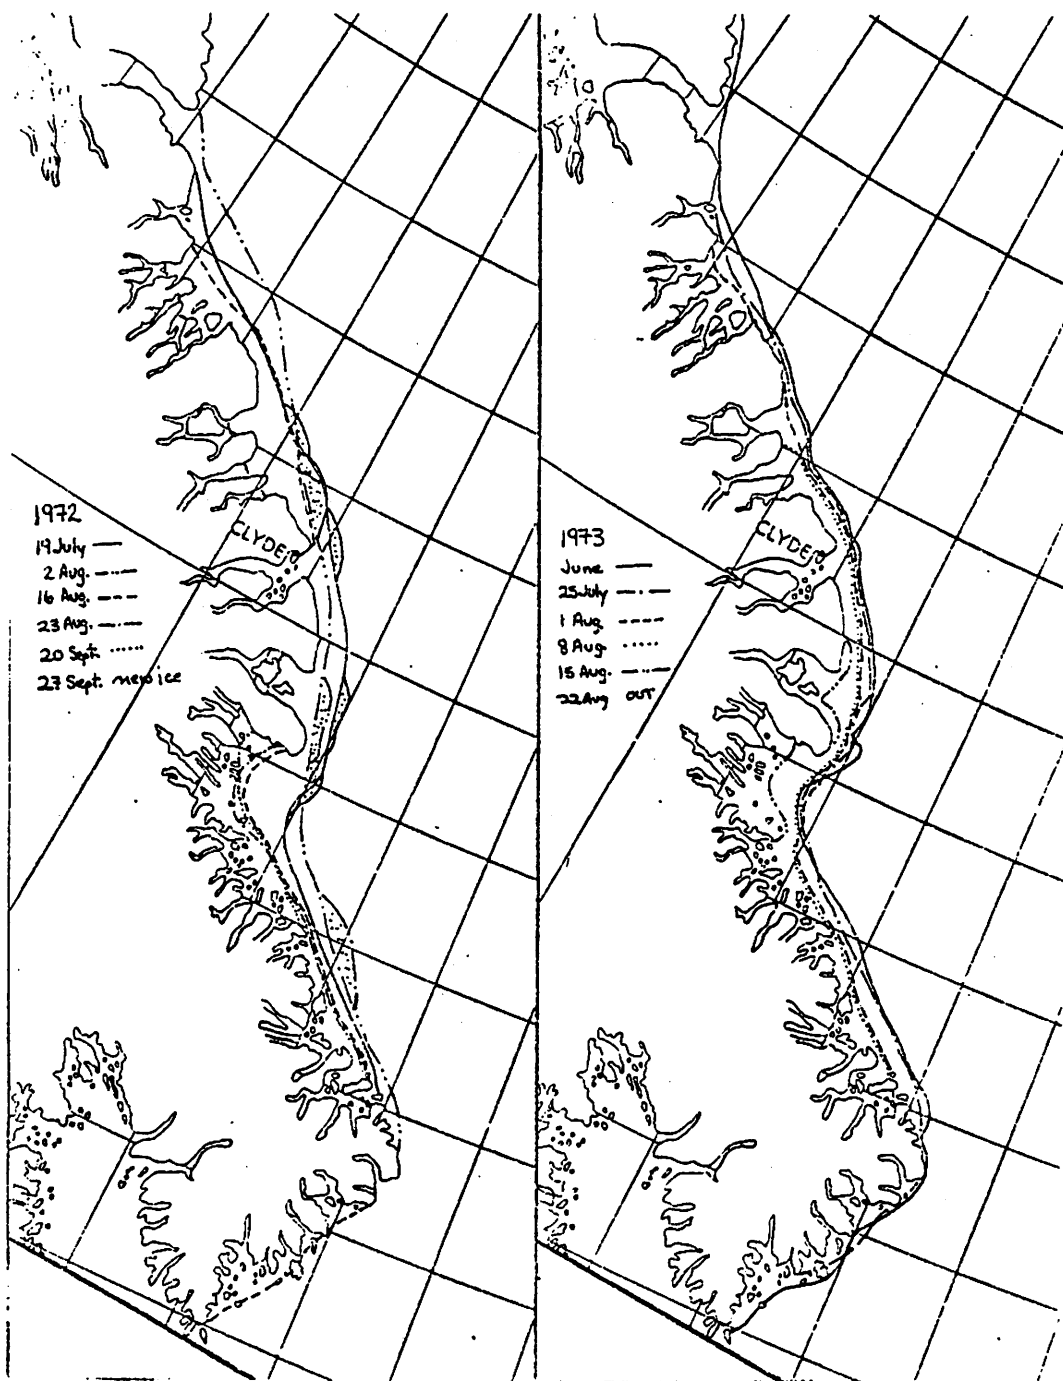 1972
19 July ——
2 Aug. —··—
16 Aug. – – –
23 Aug. —·—
20 Sept. ······
27 Sept. new ice
CLYDE
1973
June ——
25 July —·—
1 Aug - - - -
8 Aug ·····
15 Aug. —··—
22 Aug OUT
CLYDE